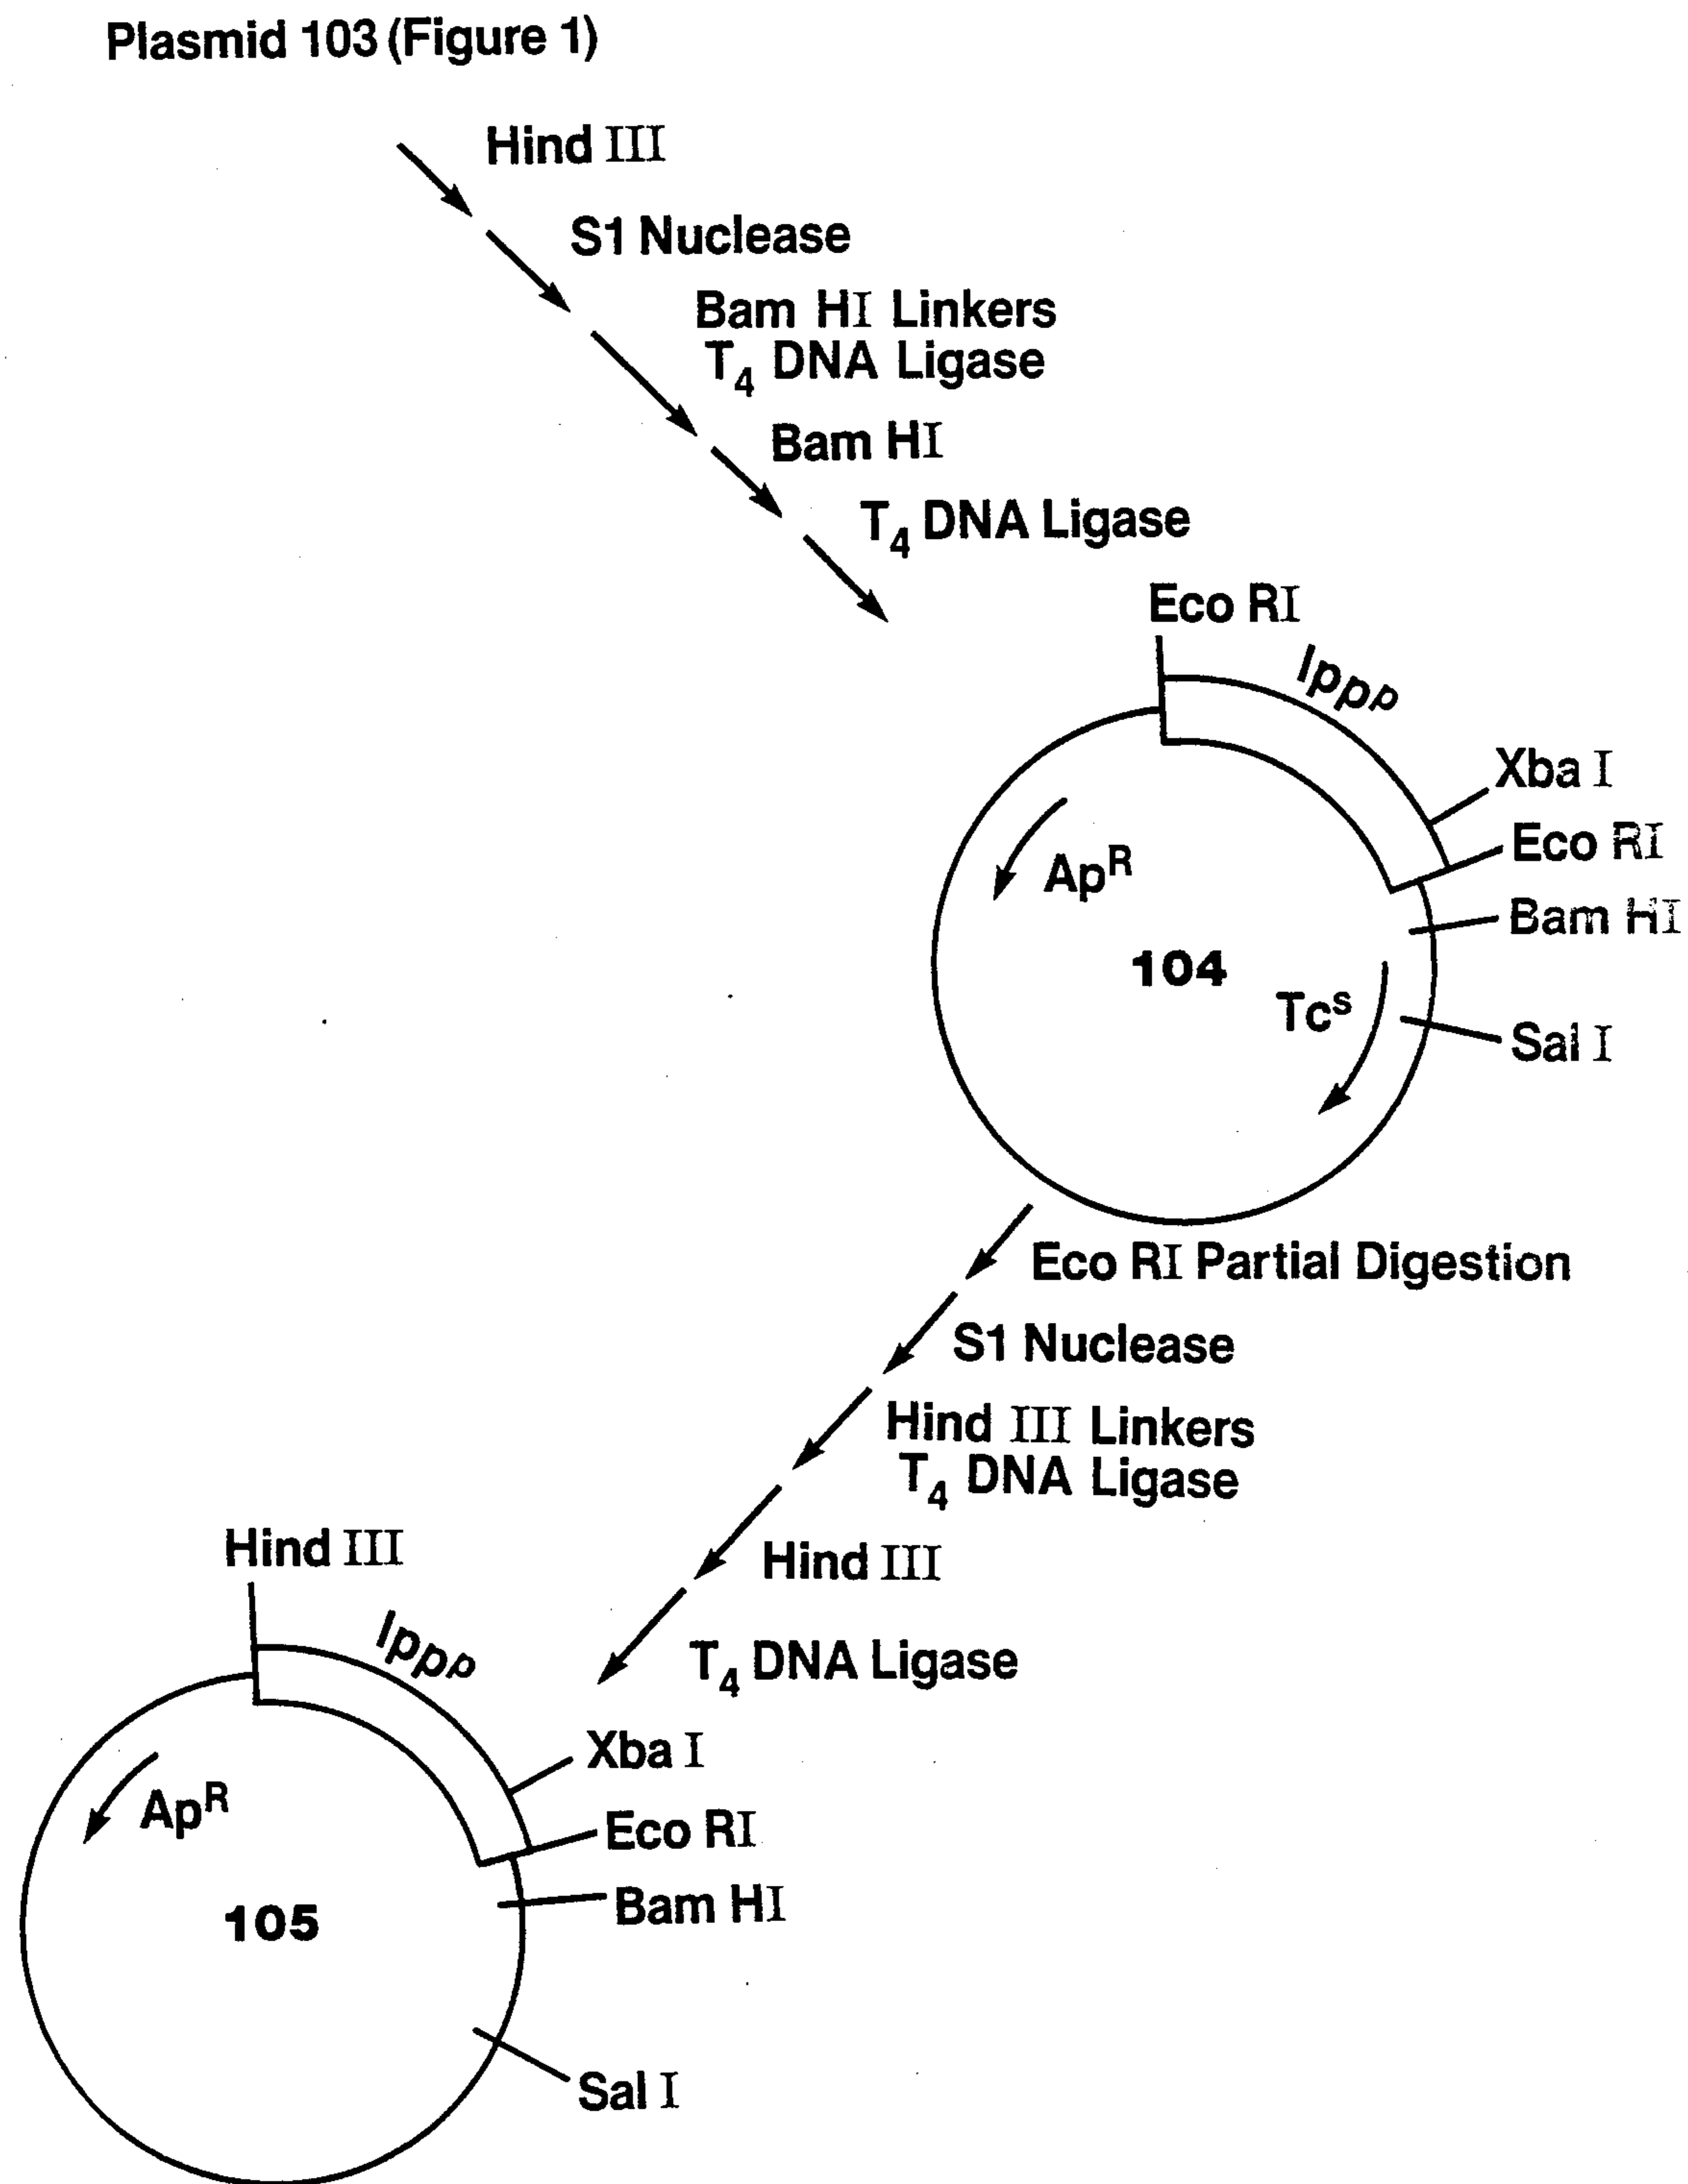 Plasmid 103 (Figure 1)
Hind III
S1 Nuclease
Bam HI Linkers
T4 DNA Ligase
Bam HI
T4 DNA Ligase
Eco RI
lppp
Xba I
Eco RI
Bam HI
ApR
104
TcS
Sal I
Eco RI Partial Digestion
S1 Nuclease
Hind III Linkers
T4 DNA Ligase
Hind III
T4 DNA Ligase
Hind III
lppp
Xba I
ApR
Eco RI
Bam HI
105
Sal I